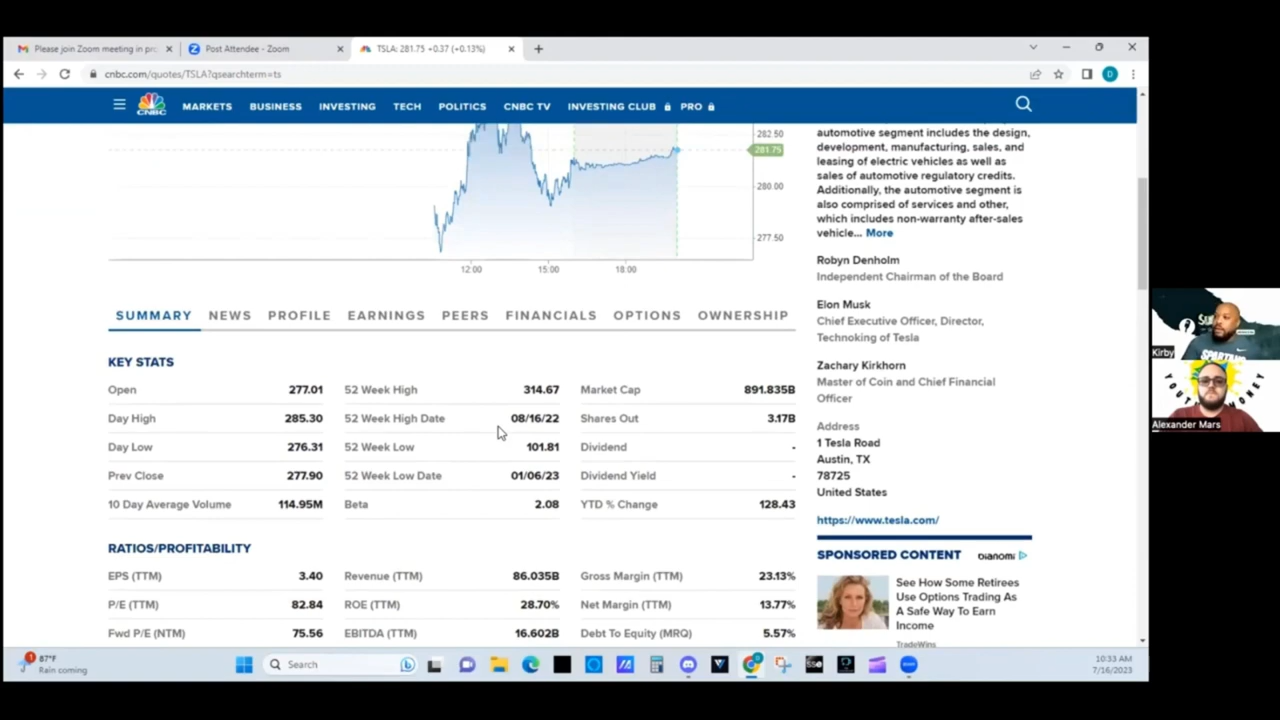 Please join Zoom meeting in pro
Post Attendee - Zoom
TSLA: 281.75 +0.37 (+0.13%)
cnbc.com/quotes/TSLA?qsearchterm=ts
CNBC
MARKETS BUSINESS INVESTING TECH POLITICS CNBC TV INVESTING CLUB PRO
282.50
281.75
280.00
277.50
12:00 15:00 18:00
automotive segment includes the design,
development, manufacturing, sales, and
leasing of electric vehicles as well as
sales of automotive regulatory credits.
Additionally, the automotive segment is
also comprised of services and other,
which includes non-warranty after-sales
vehicle... More
Robyn Denholm
Independent Chairman of the Board
Elon Musk
Chief Executive Officer, Director,
Technoking of Tesla
Zachary Kirkhorn
Master of Coin and Chief Financial
Officer
Address
1 Tesla Road
Austin, TX
78725
United States
https://www.tesla.com/
SUMMARY NEWS PROFILE EARNINGS PEERS FINANCIALS OPTIONS OWNERSHIP
KEY STATS
Open 277.01 52 Week High 314.67 Market Cap 891.835B
Day High 285.30 52 Week High Date 08/16/22 Shares Out 3.17B
Day Low 276.31 52 Week Low 101.81 Dividend -
Prev Close 277.90 52 Week Low Date 01/06/23 Dividend Yield -
10 Day Average Volume 114.95M Beta 2.08 YTD % Change 128.43
RATIOS/PROFITABILITY
EPS (TTM) 3.40 Revenue (TTM) 86.035B Gross Margin (TTM) 23.13%
P/E (TTM) 82.84 ROE (TTM) 28.70% Net Margin (TTM) 13.77%
Fwd P/E (NTM) 75.56 EBITDA (TTM) 16.602B Debt To Equity (MRQ) 5.57%
SPONSORED CONTENT dianomi
See How Some Retirees
Use Options Trading As
A Safe Way To Earn
Income
TradeWins
Kirby
SPARTANS
Alexander Mars
1
87°F
Rain coming
Search
10:33 AM
7/16/2023